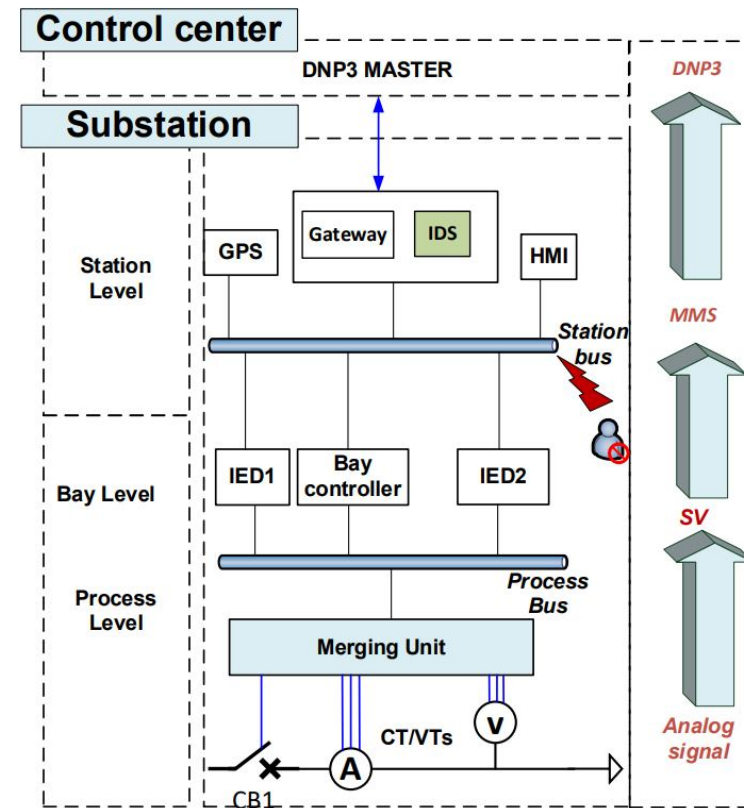 Control center
DNP3 MASTER
DNP3
Substation
Gateway
IDS
GPS
HMI
Station
Level
MMS
Station
bus
IED1
Bay
controller
IED2
Bay Level
SV
Process
Bus
Process
Level
Merging Unit
CT/VTs
v
A
CB1
Analog
signal